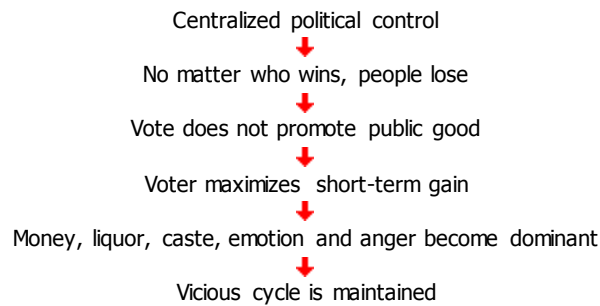 Centralized political control
No matter who wins, people lose
Vote does not promote public good
Voter maximizes short-term gain
Money, liquor, caste, emotion and anger become dominant
Vicious cycle is maintained